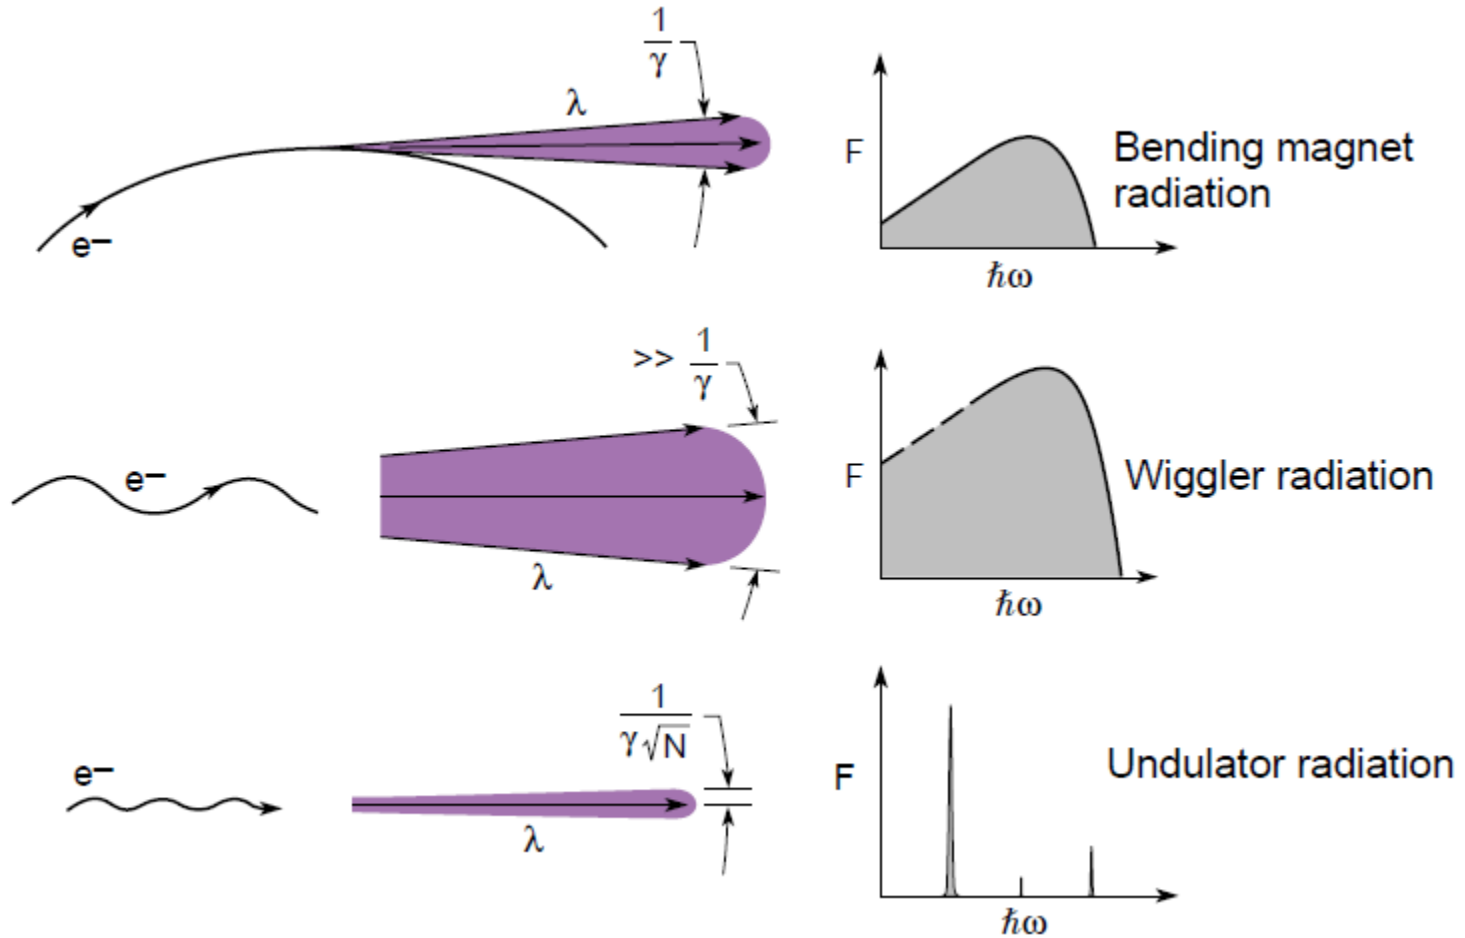 1
γ
λ
e–
F
ħω
Bending magnet
radiation
>> 1
γ
e–
λ
F
ħω
Wiggler radiation
1
γ√N
e–
λ
F
ħω
Undulator radiation